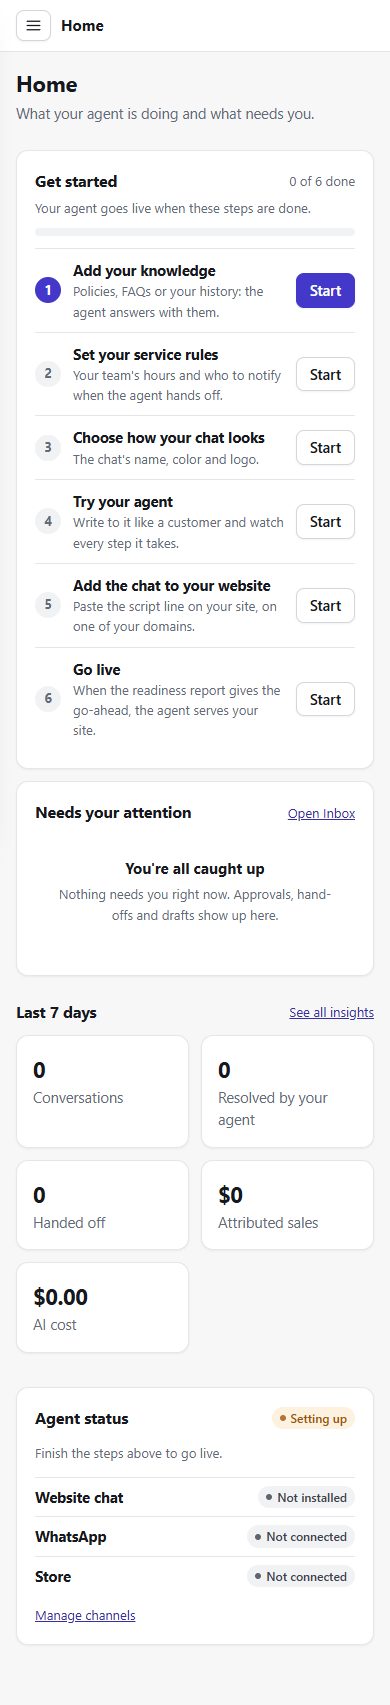 Home
Home
What your agent is doing and what needs you.
Get started
0 of 6 done
Your agent goes live when these steps are done.
1
Add your knowledge
Policies, FAQs or your history: the
agent answers with them.
Start
2
Set your service rules
Your team's hours and who to notify
when the agent hands off.
Start
3
Choose how your chat looks
The chat's name, color and logo.
Start
4
Try your agent
Write to it like a customer and watch
every step it takes.
Start
5
Add the chat to your website
Paste the script line on your site, on
one of your domains.
Start
6
Go live
When the readiness report gives the
go-ahead, the agent serves your
site.
Start
Needs your attention
Open Inbox
You're all caught up
Nothing needs you right now. Approvals, hand-
offs and drafts show up here.
Last 7 days
See all insights
0
Conversations
0
Resolved by your
agent
0
Handed off
$0
Attributed sales
$0.00
AI cost
Agent status
Setting up
Finish the steps above to go live.
Website chat
Not installed
WhatsApp
Not connected
Store
Not connected
Manage channels